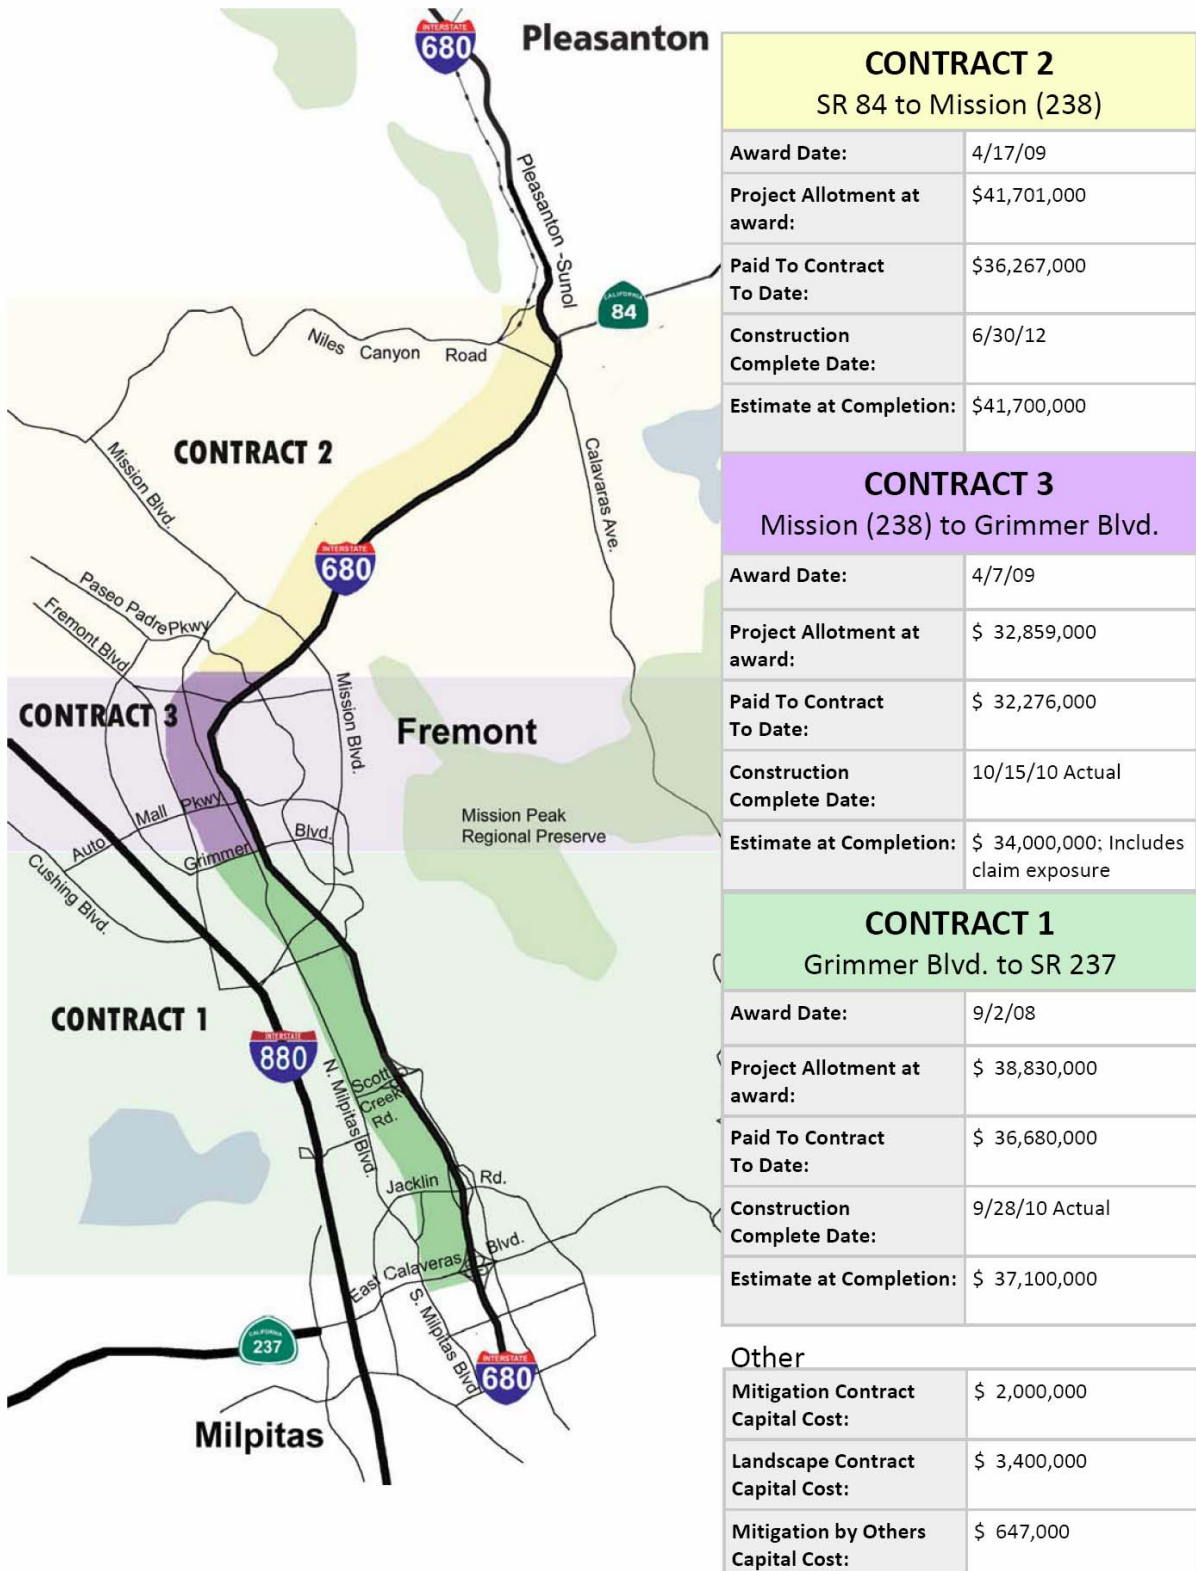 INTERSTATE
680
Pleasanton
Pleasanton -Sunol
CALIFORNIA
84
Niles Canyon Road
CONTRACT 2
Mission Blvd.
Calavaras Ave.
INTERSTATE
680
Paseo Padre Pkwy
Fremont Blvd.
CONTRACT 3
Mission Blvd.
Fremont
Auto Mall Pkwy
Mission Peak
Regional Preserve
Grimmer Blvd.
Cushing Blvd.
CONTRACT 1
INTERSTATE
880
N. Milpitas Blvd.
Scott
Creek
Rd.
Jacklin Rd.
East Calaveras Blvd.
S. Milpitas Blvd
CALIFORNIA
237
INTERSTATE
680
Milpitas
CONTRACT 2
SR 84 to Mission (238)
Award Date: 4/17/09
Project Allotment at $41,701,000
award:
Paid To Contract $36,267,000
To Date:
Construction 6/30/12
Complete Date:
Estimate at Completion: $41,700,000
CONTRACT 3
Mission (238) to Grimmer Blvd.
Award Date: 4/7/09
Project Allotment at $ 32,859,000
award:
Paid To Contract $ 32,276,000
To Date:
Construction 10/15/10 Actual
Complete Date:
Estimate at Completion: $ 34,000,000; Includes
claim exposure
CONTRACT 1
Grimmer Blvd. to SR 237
Award Date: 9/2/08
Project Allotment at $ 38,830,000
award:
Paid To Contract $ 36,680,000
To Date:
Construction 9/28/10 Actual
Complete Date:
Estimate at Completion: $ 37,100,000
Other
Mitigation Contract $ 2,000,000
Capital Cost:
Landscape Contract $ 3,400,000
Capital Cost:
Mitigation by Others $ 647,000
Capital Cost: